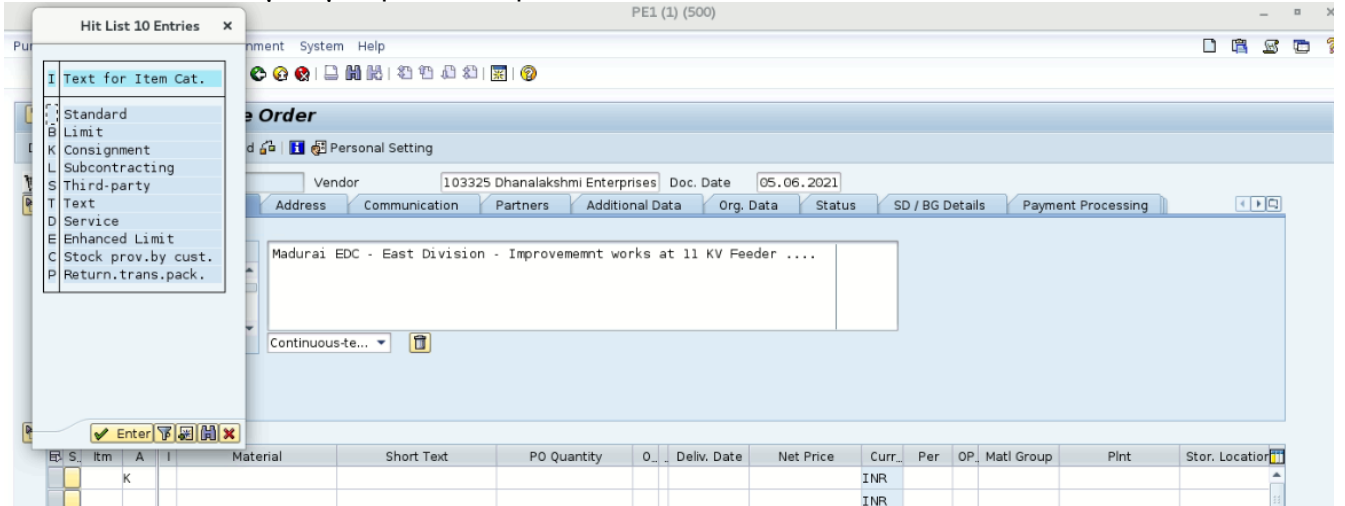 PE1 (1) (500)
Hit List 10 Entries
System Help
I Text for Item Cat.
Standard
B Limit
K Consignment
L Subcontracting
S Third-party
T Text
D Service
E Enhanced Limit
C Stock prov.by cust.
P Return.trans.pack.
Enter
Order
Personal Setting
Vendor 103325 Dhanalakshmi Enterprises Doc. Date 05.06.2021
Address Communication Partners Additional Data Org. Data Status SD / BG Details Payment Processing
Madurai EDC - East Division - Improvememnt works at 11 KV Feeder ....
Continuous-te...
S.. Itm A I Material Short Text PO Quantity O... .. Deliv. Date Net Price Curr... Per OP.. Matl Group Plnt Stor. Location
K INR
INR